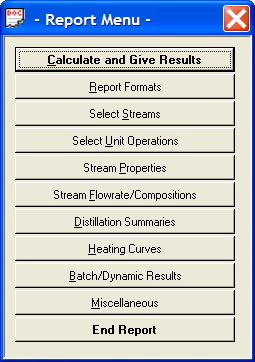 - Report Menu -
Calculate and Give Results
Report Formats
Select Streams
Select Unit Operations
Stream Properties
Stream Flowrate/Compositions
Distillation Summaries
Heating Curves
Batch/Dynamic Results
Miscellaneous
End Report